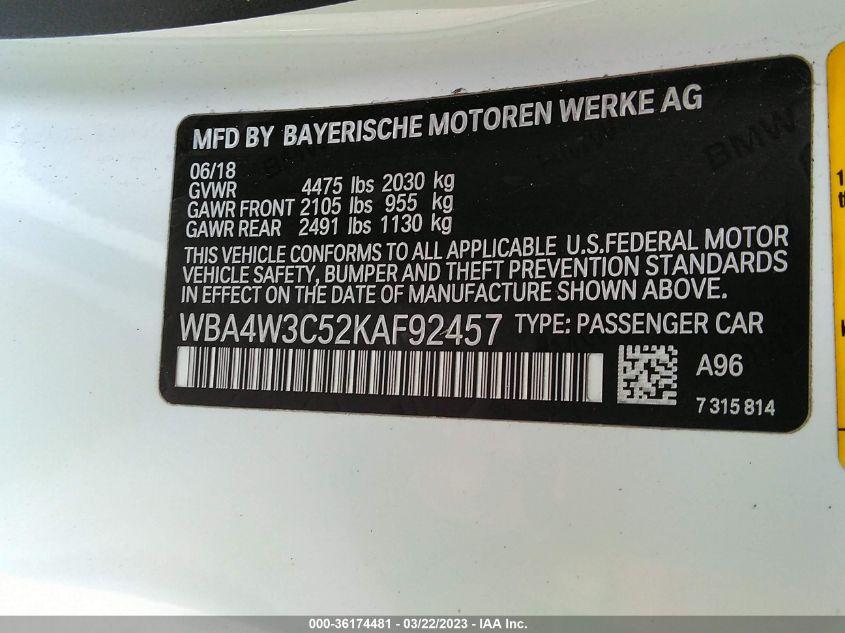 MFD BY BAYERISCHE MOTOREN WERKE AG
06/18
GVWR 4475 lbs 2030 kg
GAWR FRONT 2105 lbs 955 kg
GAWR REAR 2491 lbs 1130 kg
THIS VEHICLE CONFORMS TO ALL APPLICABLE U.S.FEDERAL MOTOR
VEHICLE SAFETY, BUMPER AND THEFT PREVENTION STANDARDS
IN EFFECT ON THE DATE OF MANUFACTURE SHOWN ABOVE.
WBA4W3C52KAF92457 TYPE: PASSENGER CAR
A96
7 315 814
BMW
000-36174481 - 03/22/2023 - IAA Inc.